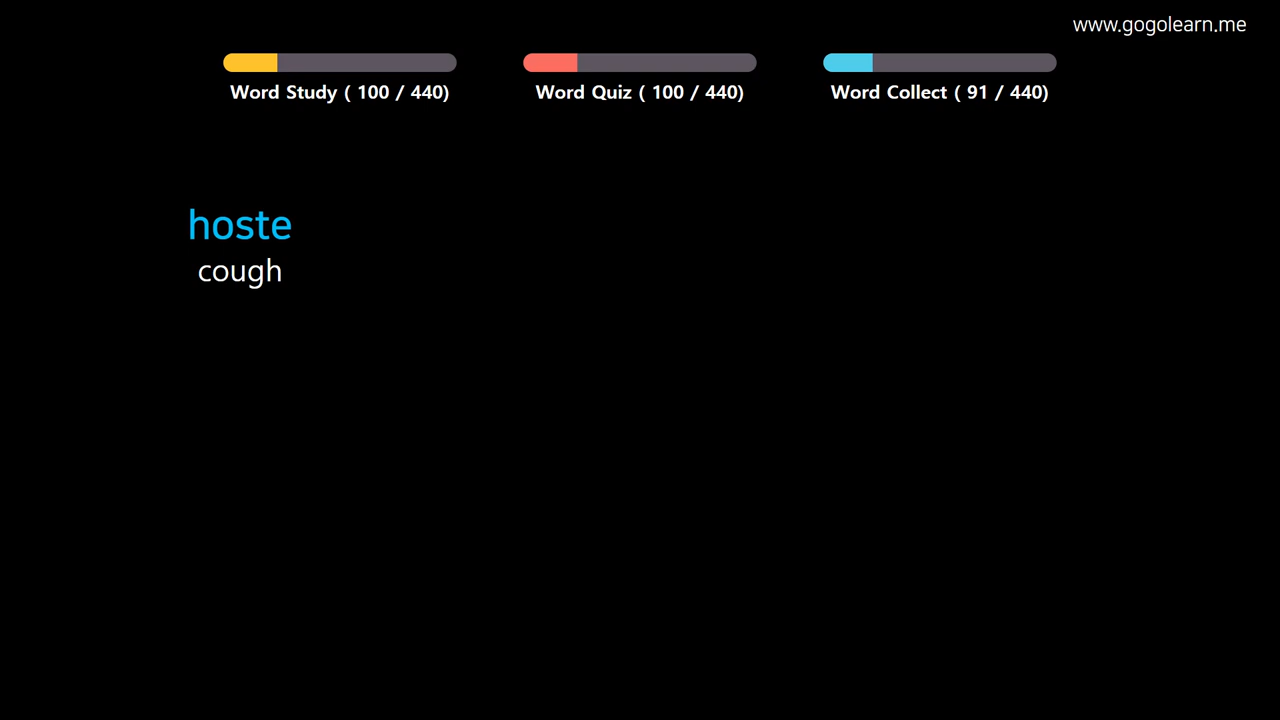 www.gogolearn.me
Word Study ( 100 / 440)
Word Quiz ( 100 / 440)
Word Collect ( 91 / 440)
hoste
cough